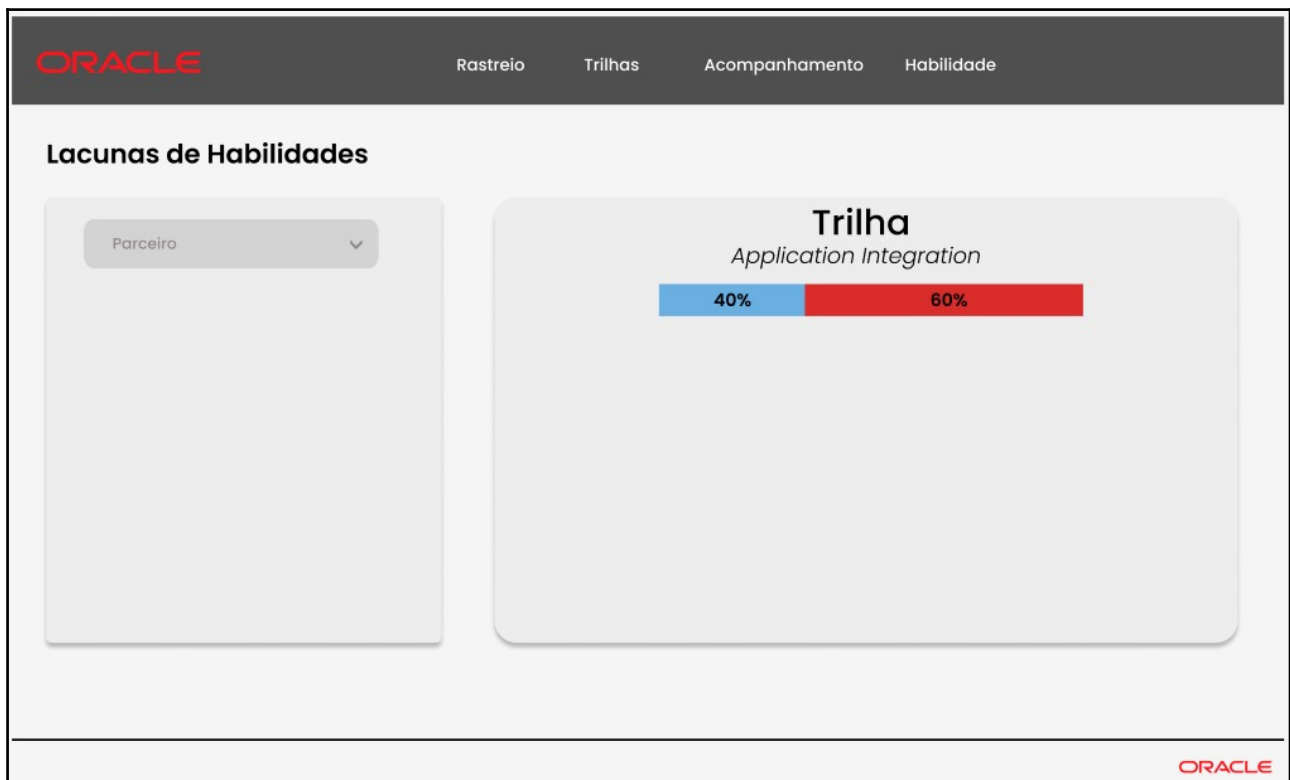 ORACLE
Rastreio Trilhas Acompanhamento Habilidade
Lacunas de Habilidades
Parceiro
Trilha
Application Integration
40% 60%
ORACLE